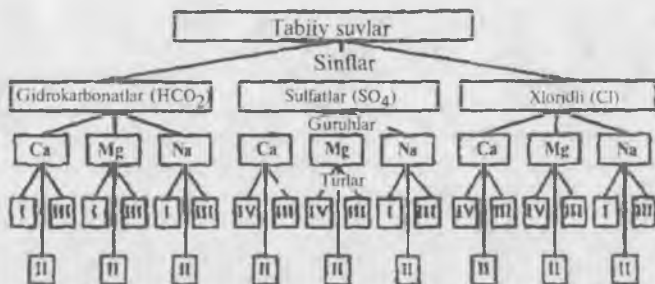 Tabiiy suvlar
Sinflar
Gidrokarbonatlar (HCO2) Sulfatlar (SO4) Xloridli (Cl)
Guruhlar
Ca Mg Na Ca Mg Na Ca Mg Na
Turlar
I III I III I III IV III IV III I III IV III IV III I III
II II II II II II II II II